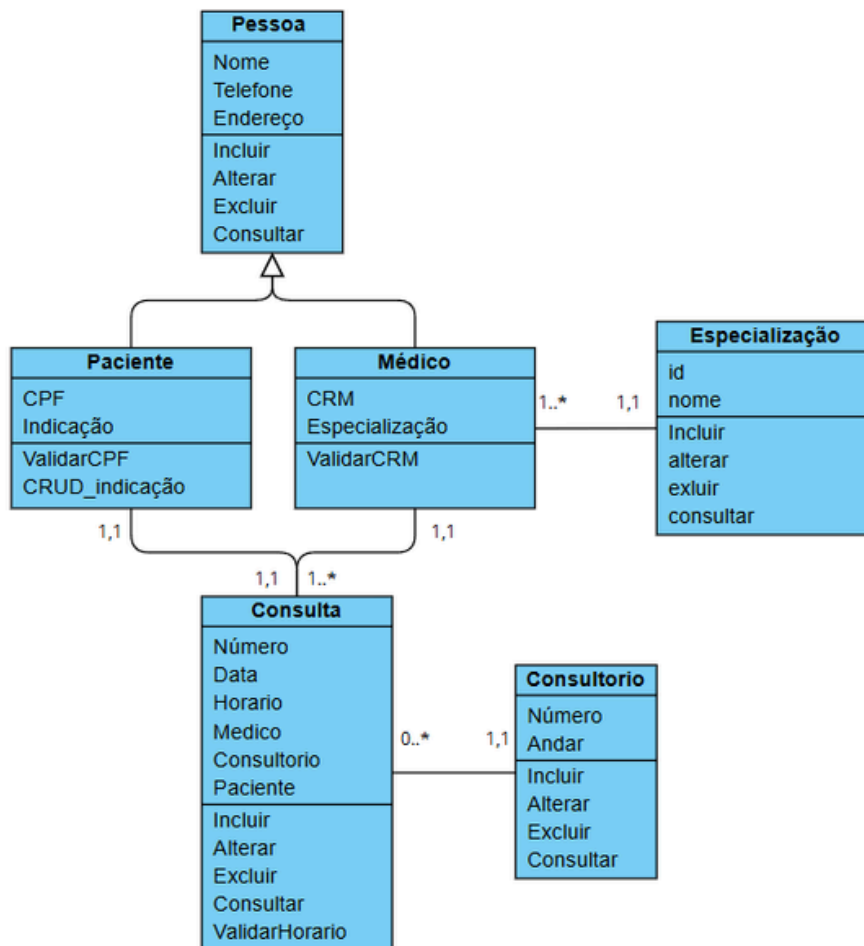 Pessoa
Nome
Telefone
Endereço
Incluir
Alterar
Excluir
Consultar
Paciente
CPF
Indicação
ValidarCPF
CRUD_indicação
Médico
CRM
Especialização
ValidarCRM
1..*
1,1
Especialização
id
nome
Incluir
alterar
exluir
consultar
1,1
1,1
1,1
1..*
Consulta
Número
Data
Horario
Medico
Consultorio
Paciente
Incluir
Alterar
Excluir
Consultar
ValidarHorario
0..*
1,1
Consultorio
Número
Andar
Incluir
Alterar
Excluir
Consultar